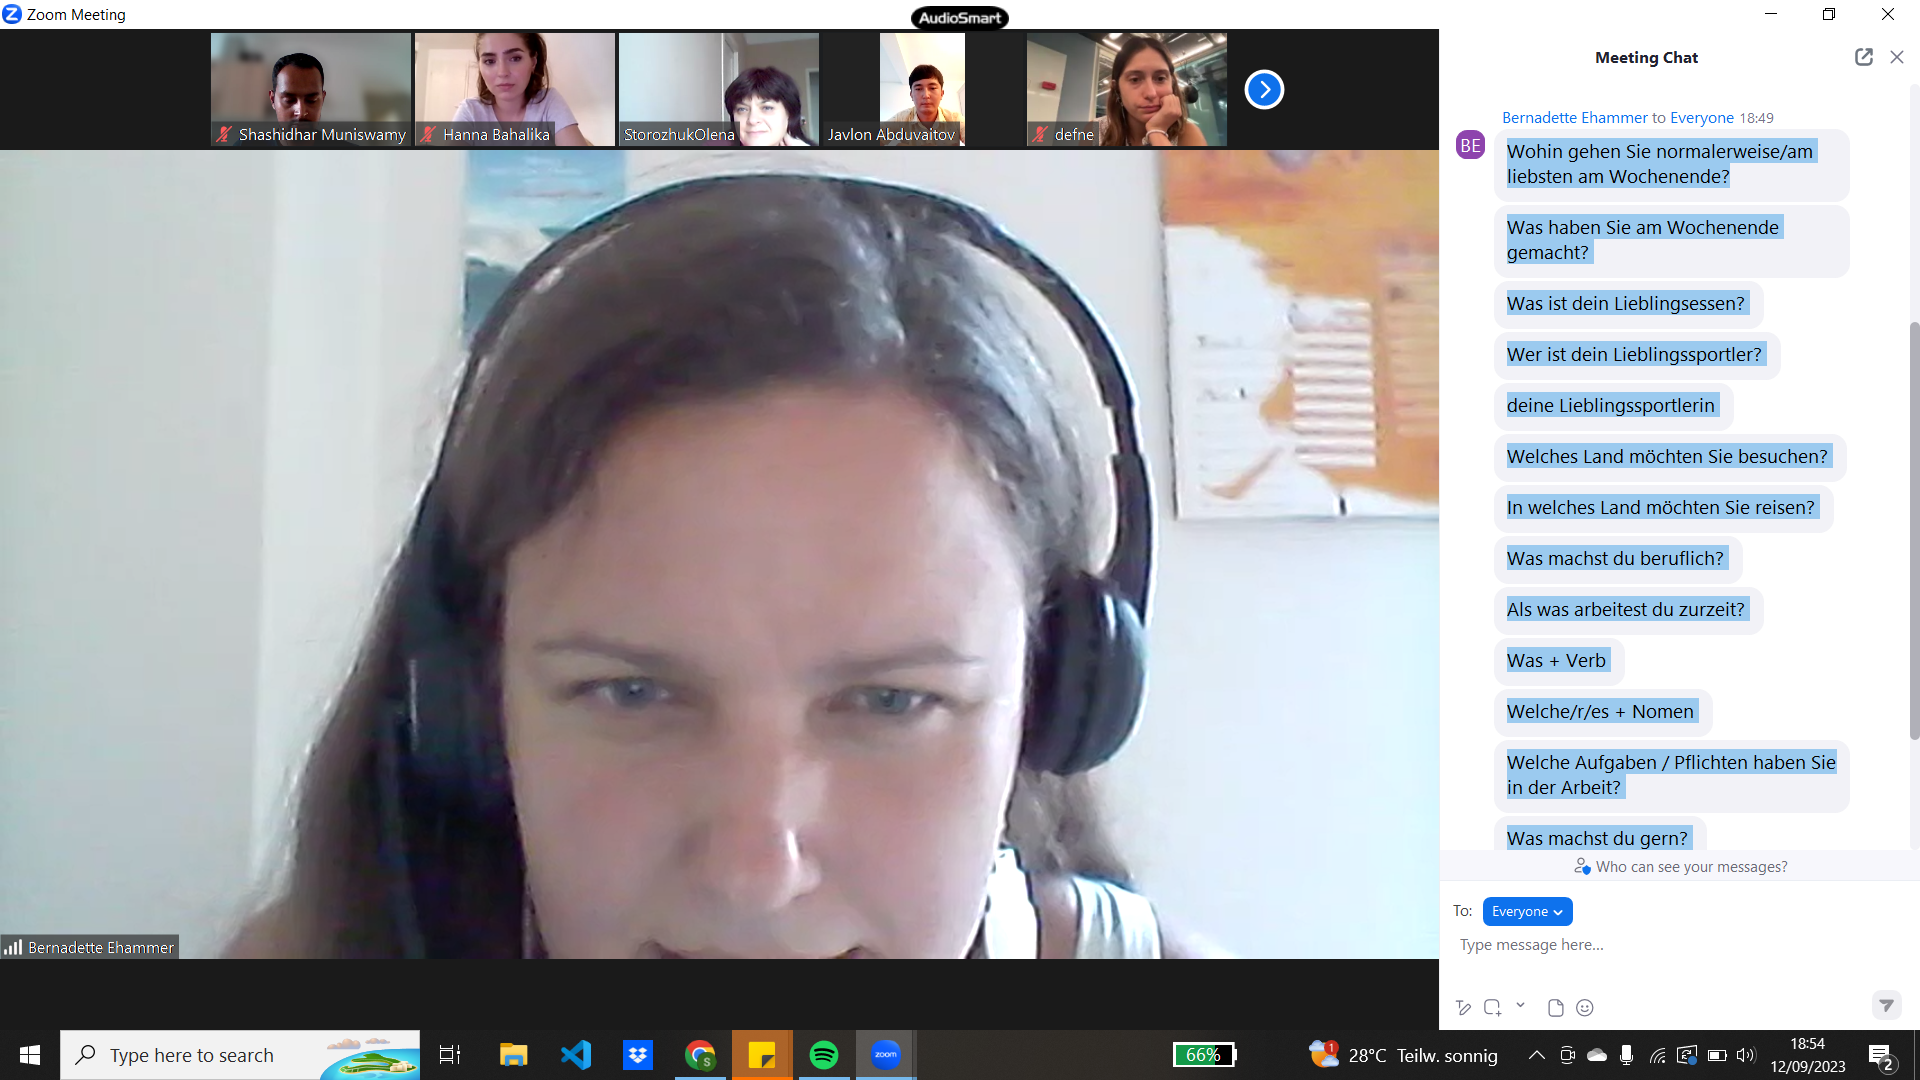 Zoom Meeting
AudioSmart
Shashidhar Muniswamy
Hanna Bahalika
StorozhukOlena
Javlon Abduvaitov
defne
Meeting Chat
Bernadette Ehammer to Everyone 18:49
BE
Wohin gehen Sie normalerweise/am
liebsten am Wochenende?
Was haben Sie am Wochenende
gemacht?
Was ist dein Lieblingsessen?
Wer ist dein Lieblingssportler?
deine Lieblingssportlerin
Welches Land möchten Sie besuchen?
In welches Land möchten Sie reisen?
Was machst du beruflich?
Als was arbeitest du zurzeit?
Was + Verb
Welche/r/es + Nomen
Welche Aufgaben / Pflichten haben Sie
in der Arbeit?
Was machst du gern?
Who can see your messages?
To: Everyone
Type message here...
Bernadette Ehammer
Type here to search
S
zoom
66%
1
28°C Teilw. sonnig
18:54
12/09/2023
2